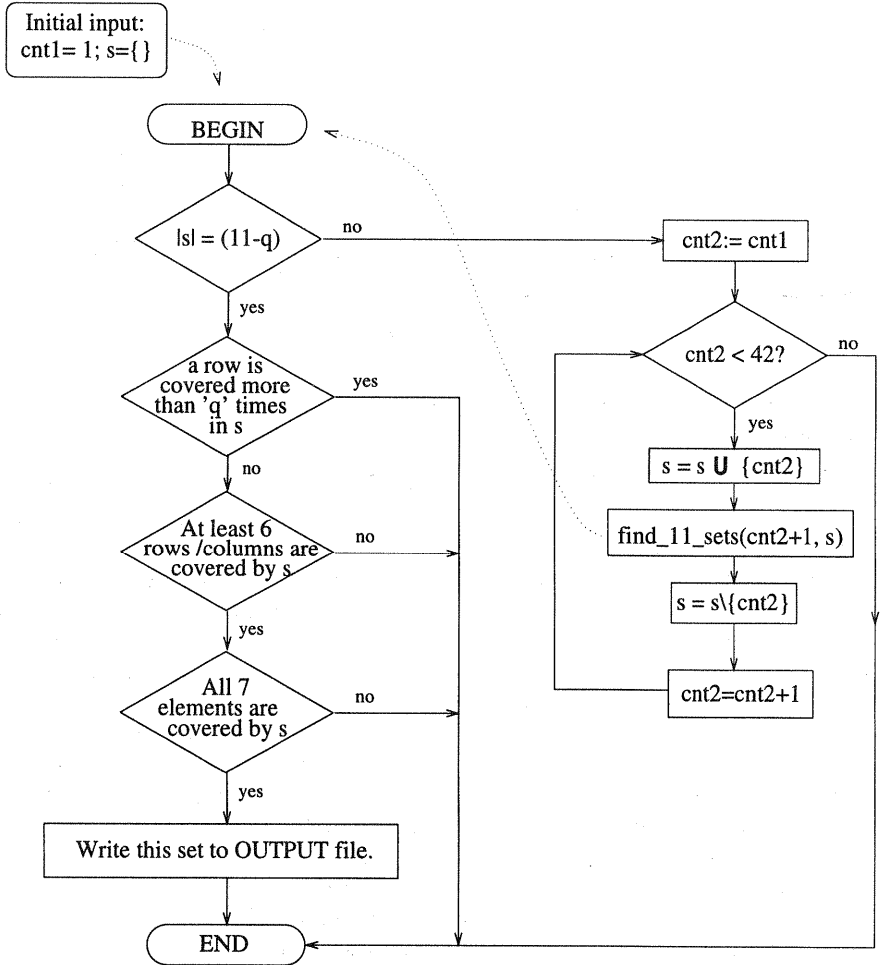 Initial input:
cnt1= 1; s={}
BEGIN
|s| = (11-q)
no
yes
a row is
covered more
than 'q' times
in s
yes
no
At least 6
rows /columns are
covered by s
no
yes
All 7
elements are
covered by s
no
yes
Write this set to OUTPUT file.
END
cnt2:= cnt1
cnt2 < 42?
no
yes
s = s U {cnt2}
find_11_sets(cnt2+1, s)
s = s\{cnt2}
cnt2=cnt2+1